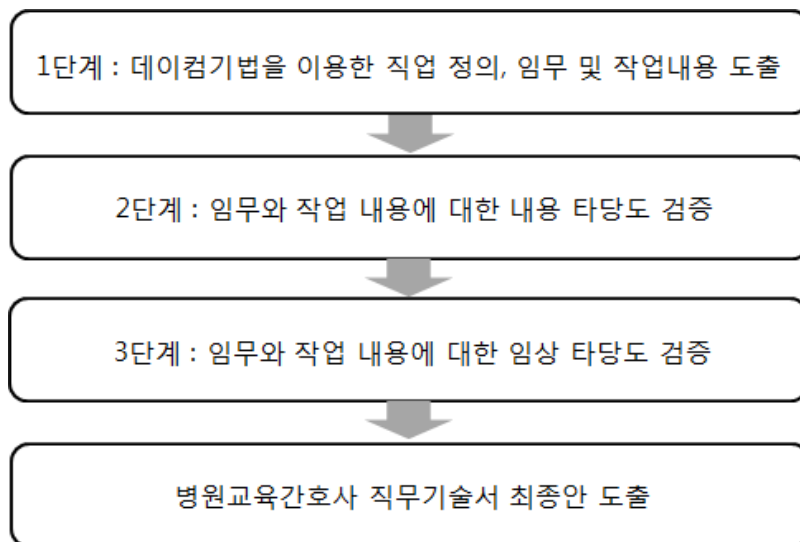 1단계 : 데이컴기법을 이용한 직업 정의, 임무 및 작업내용 도출
2단계 : 임무와 작업 내용에 대한 내용 타당도 검증
3단계 : 임무와 작업 내용에 대한 임상 타당도 검증
병원교육간호사 직무기술서 최종안 도출